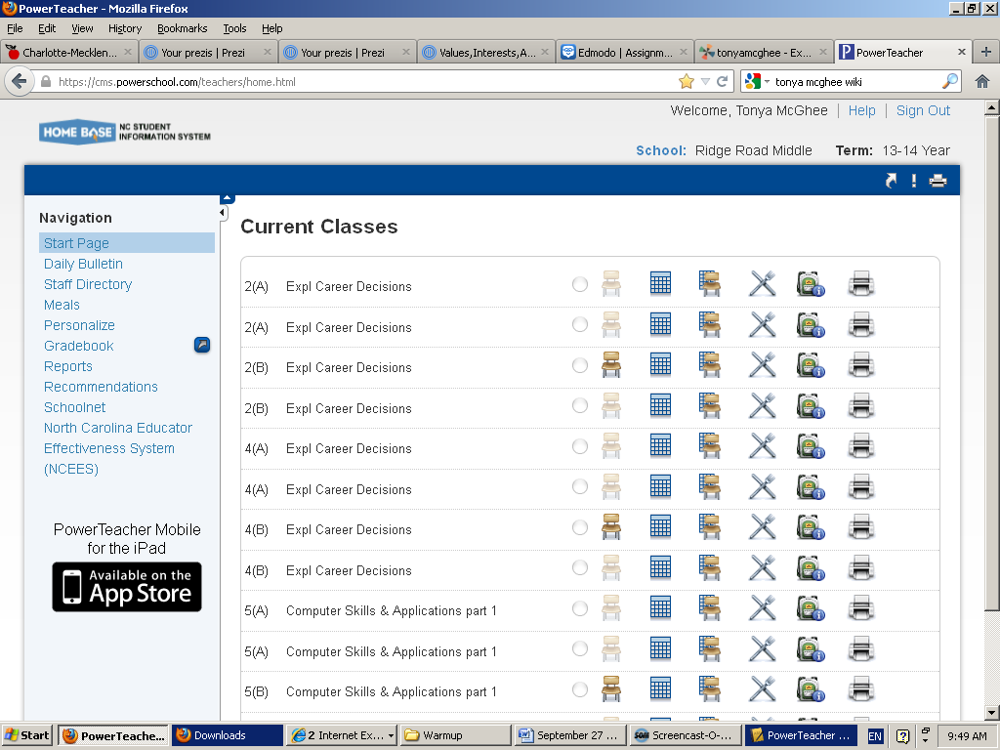 PowerTeacher - Mozilla Firefox
File Edit View History Bookmarks Tools Help
Charlotte-Mecklen... Your prezis | Prezi Your prezis | Prezi Values,Interests,A... Edmodo | Assignm... tonyamcghee - Ex... PowerTeacher
https://cms.powerschool.com/teachers/home.html tonya mcghee wiki
Welcome, Tonya McGhee | Help | Sign Out
HOME BASE NC STUDENT
INFORMATION SYSTEM
School: Ridge Road Middle Term: 13-14 Year
Navigation
Start Page
Daily Bulletin
Staff Directory
Meals
Personalize
Gradebook
Reports
Recommendations
Schoolnet
North Carolina Educator
Effectiveness System
(NCEES)
PowerTeacher Mobile
for the iPad
Available on the
App Store
Current Classes
2(A) Expl Career Decisions
2(A) Expl Career Decisions
2(B) Expl Career Decisions
2(B) Expl Career Decisions
4(A) Expl Career Decisions
4(A) Expl Career Decisions
4(B) Expl Career Decisions
4(B) Expl Career Decisions
5(A) Computer Skills & Applications part 1
5(A) Computer Skills & Applications part 1
5(B) Computer Skills & Applications part 1
Start PowerTeache... Downloads 2 Internet Ex... Warmup September 27 ... Screencast-O-... PowerTeacher ... EN 9:49 AM